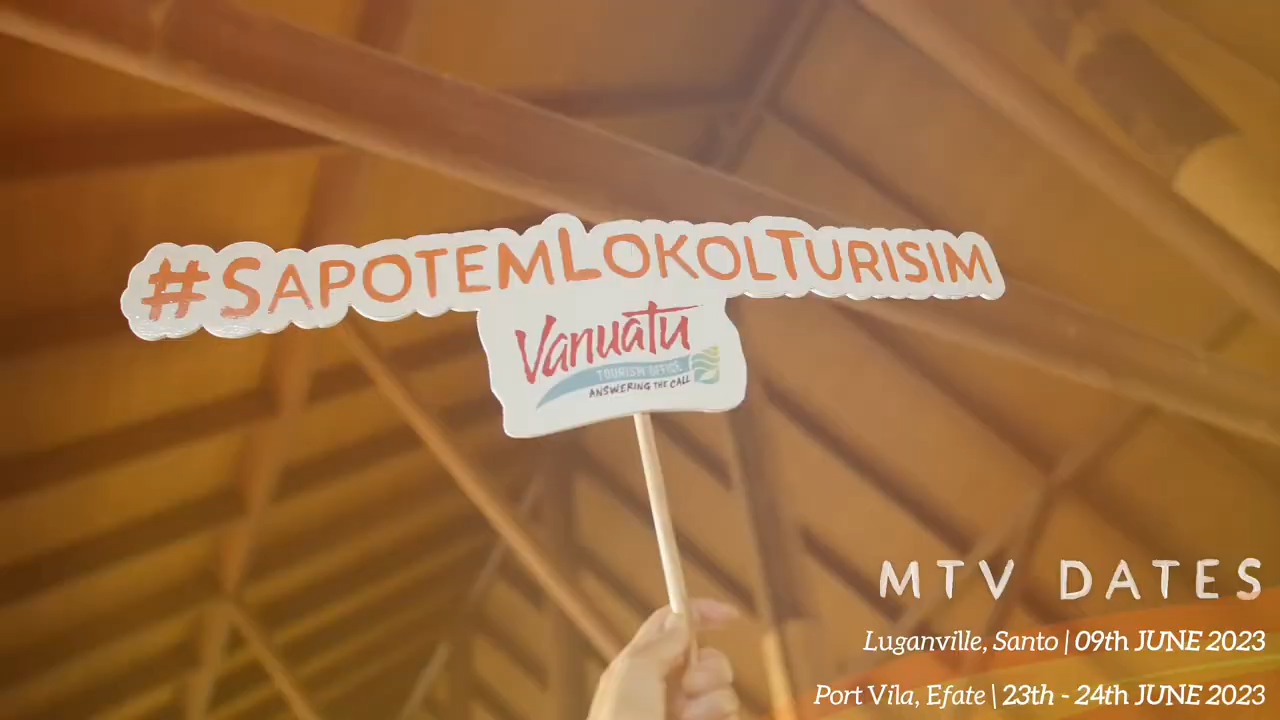 #SAPOTEMLOKOLTURISIM
Vanuatu
TOURISM OFFICE
ANSWERING THE CALL
MTV DATES
Luganville, Santo | 09th JUNE 2023
Port Vila, Efate | 23th - 24th JUNE 2023